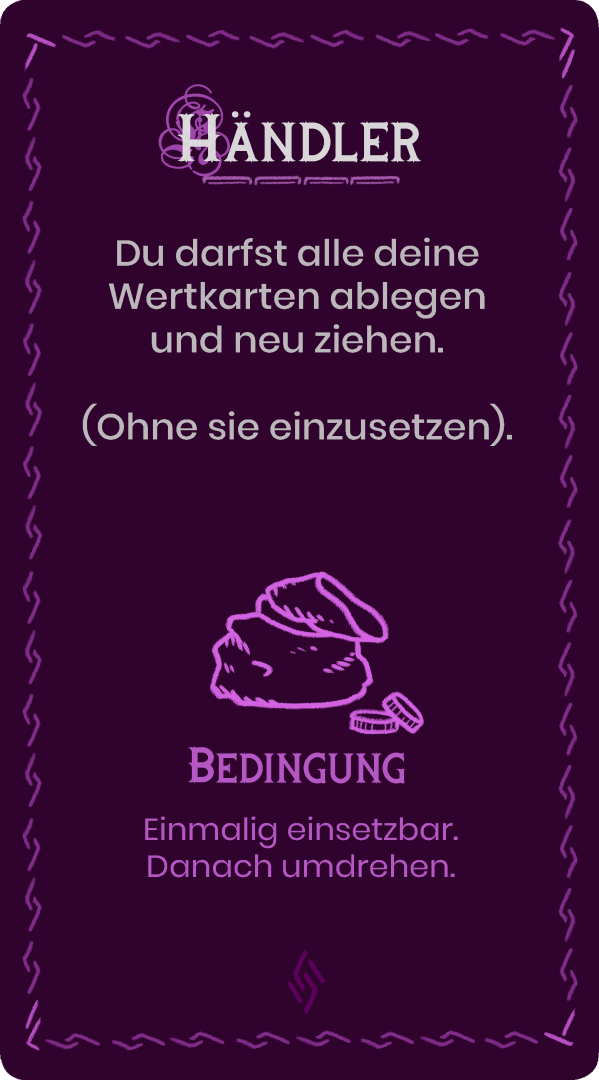 Händler
Du darfst alle deine
Wertkarten ablegen
und neu ziehen.
(Ohne sie einzusetzen).
Bedingung
Einmalig einsetzbar.
Danach umdrehen.